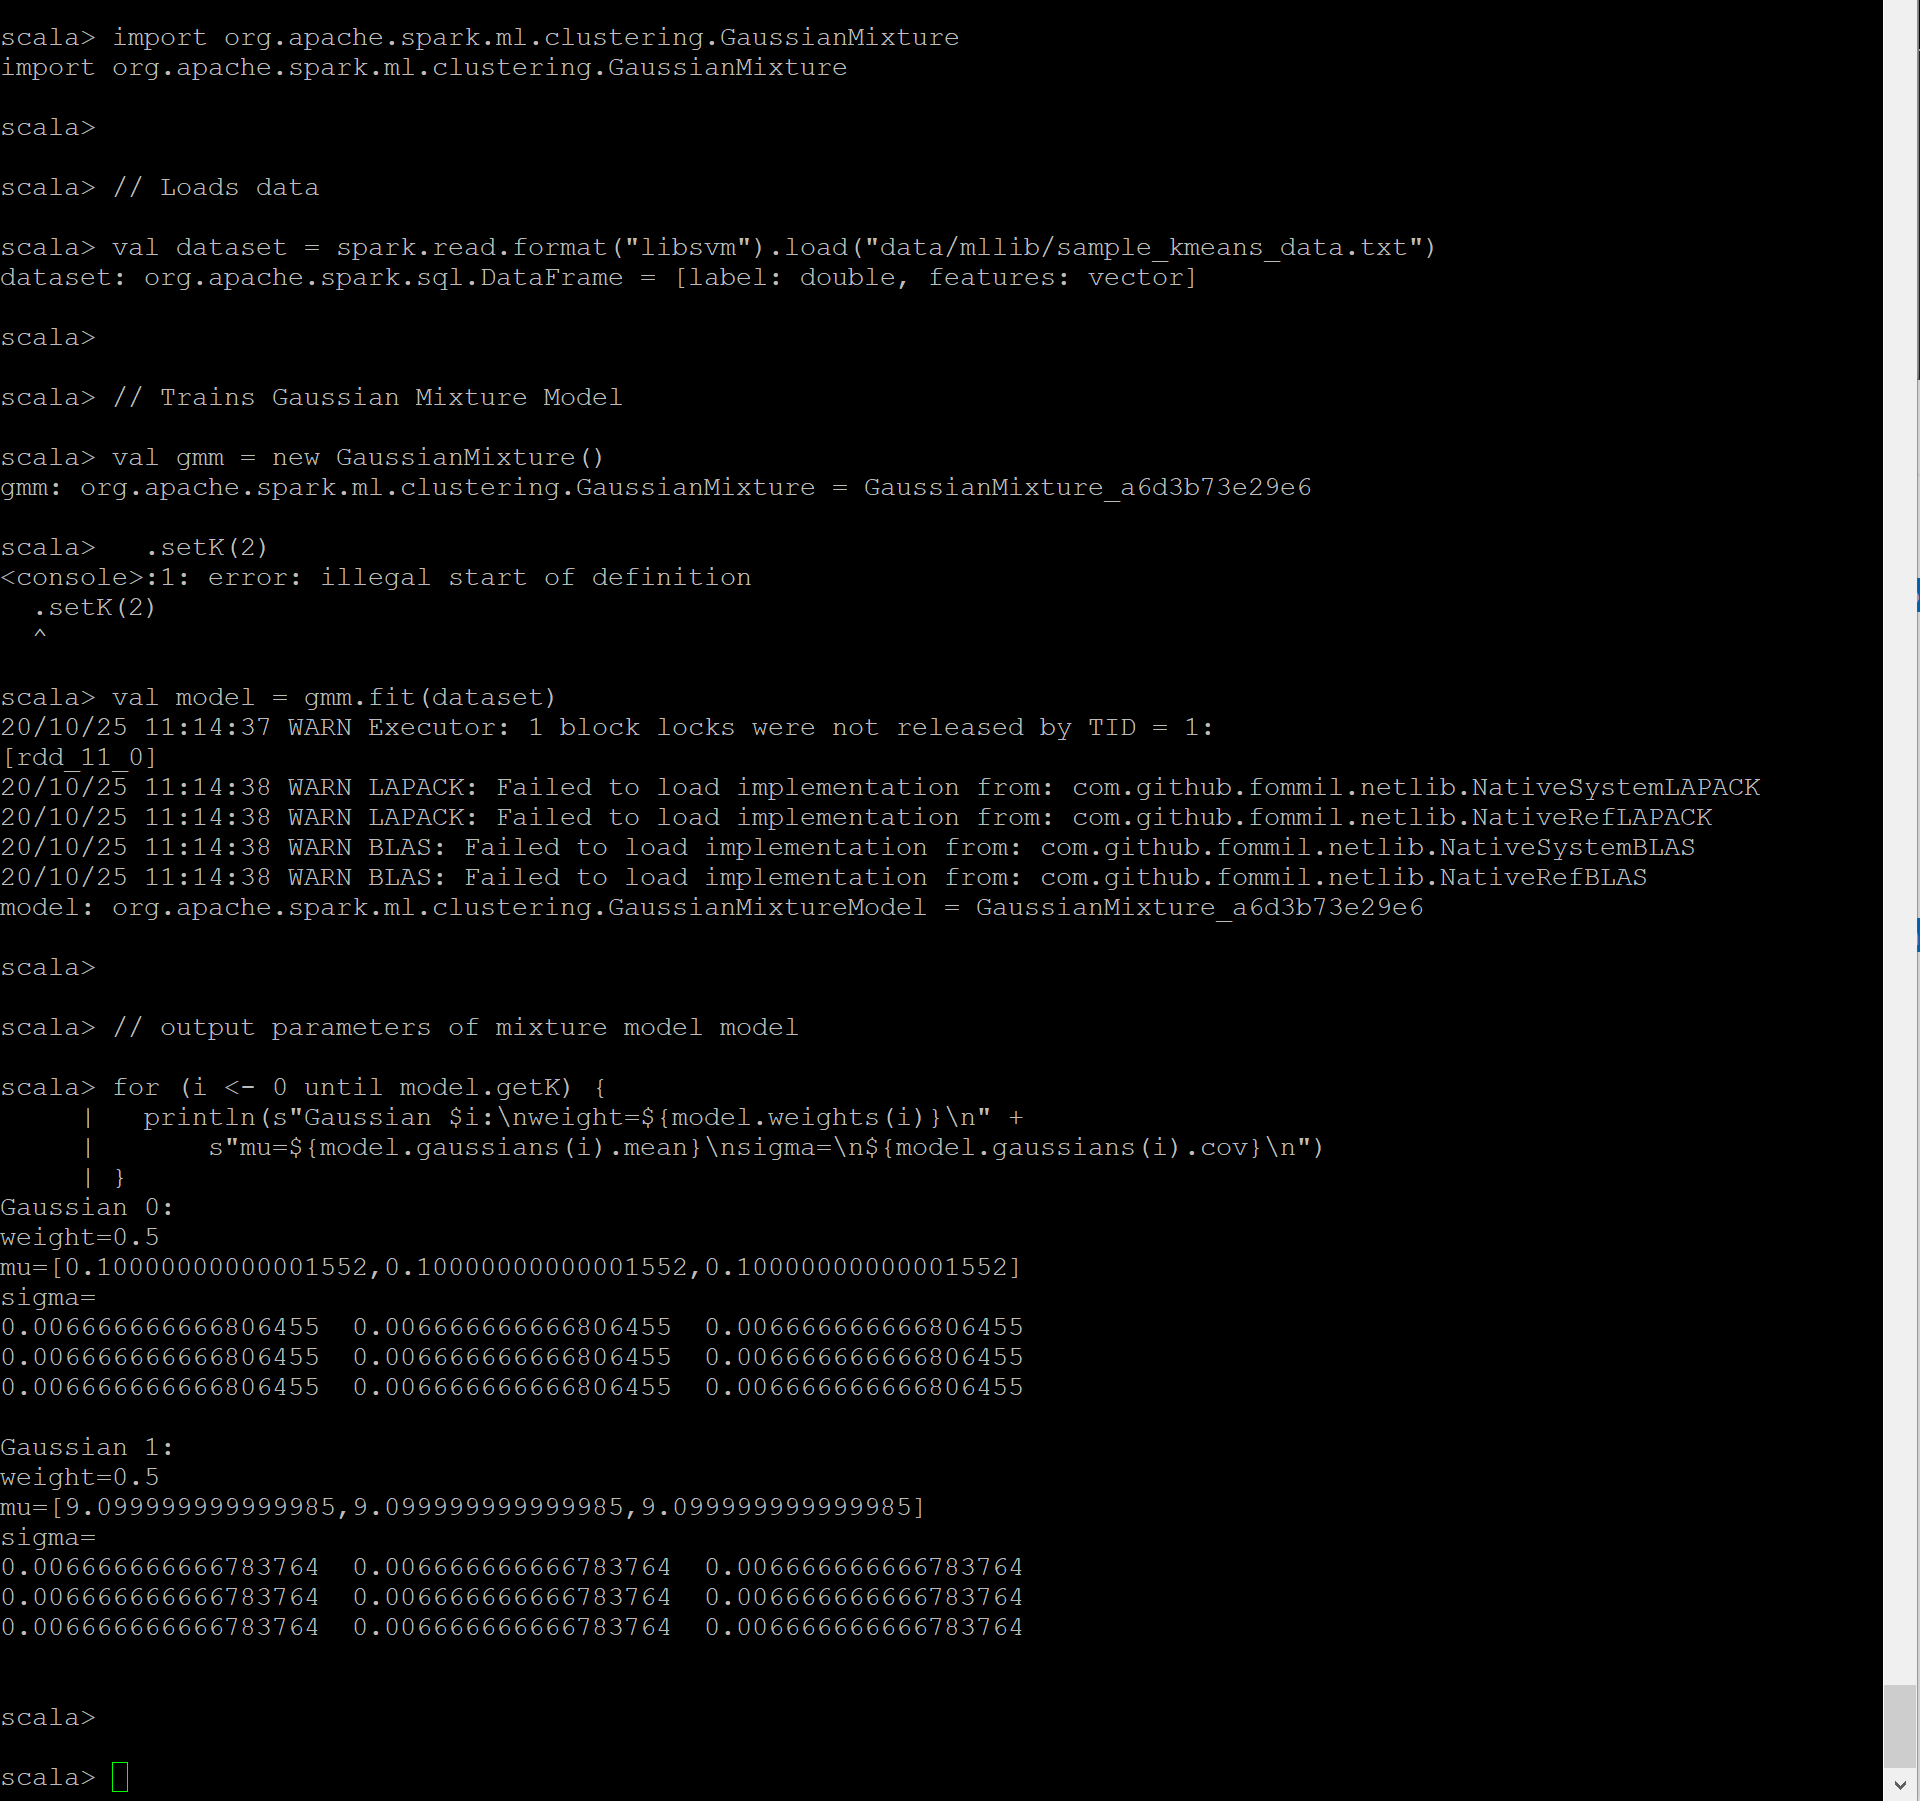 scala> import org.apache.spark.ml.clustering.GaussianMixture
import org.apache.spark.ml.clustering.GaussianMixture
scala>
scala> // Loads data
scala> val dataset = spark.read.format("libsvm").load("data/mllib/sample_kmeans_data.txt")
dataset: org.apache.spark.sql.DataFrame = [label: double, features: vector]
scala>
scala> // Trains Gaussian Mixture Model
scala> val gmm = new GaussianMixture()
gmm: org.apache.spark.ml.clustering.GaussianMixture = GaussianMixture_a6d3b73e29e6
scala>   .setK(2)
<console>:1: error: illegal start of definition
  .setK(2)
  ^
scala> val model = gmm.fit(dataset)
20/10/25 11:14:37 WARN Executor: 1 block locks were not released by TID = 1:
[rdd_11_0]
20/10/25 11:14:38 WARN LAPACK: Failed to load implementation from: com.github.fommil.netlib.NativeSystemLAPACK
20/10/25 11:14:38 WARN LAPACK: Failed to load implementation from: com.github.fommil.netlib.NativeRefLAPACK
20/10/25 11:14:38 WARN BLAS: Failed to load implementation from: com.github.fommil.netlib.NativeSystemBLAS
20/10/25 11:14:38 WARN BLAS: Failed to load implementation from: com.github.fommil.netlib.NativeRefBLAS
model: org.apache.spark.ml.clustering.GaussianMixtureModel = GaussianMixture_a6d3b73e29e6
scala>
scala> // output parameters of mixture model model
scala> for (i <- 0 until model.getK) {
     |   println(s"Gaussian $i:\nweight=${model.weights(i)}\n" +
     |       s"mu=${model.gaussians(i).mean}\nsigma=\n${model.gaussians(i).cov}\n")
     | }
Gaussian 0:
weight=0.5
mu=[0.10000000000001552,0.10000000000001552,0.10000000000001552]
sigma=
0.006666666666806455  0.006666666666806455  0.006666666666806455
0.006666666666806455  0.006666666666806455  0.006666666666806455
0.006666666666806455  0.006666666666806455  0.006666666666806455
Gaussian 1:
weight=0.5
mu=[9.099999999999985,9.099999999999985,9.099999999999985]
sigma=
0.006666666666783764  0.006666666666783764  0.006666666666783764
0.006666666666783764  0.006666666666783764  0.006666666666783764
0.006666666666783764  0.006666666666783764  0.006666666666783764
scala>
scala>